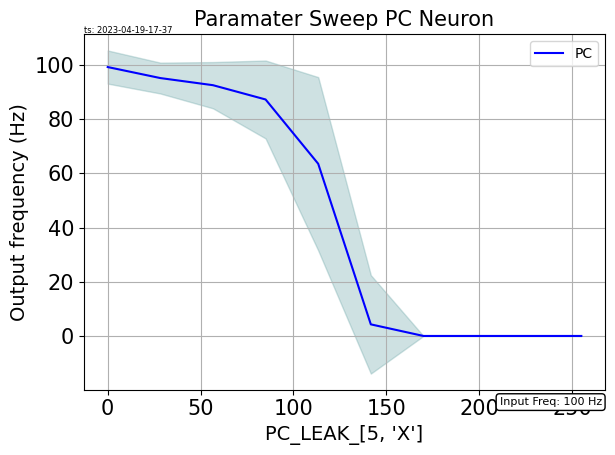 Paramater Sweep PC Neuron
ts: 2023-04-19-17-37
PC
Output frequency (Hz)
100
80
60
40
20
0
0 50 100 150 200 250
Input Freq: 100 Hz
PC_LEAK_[5, 'X']